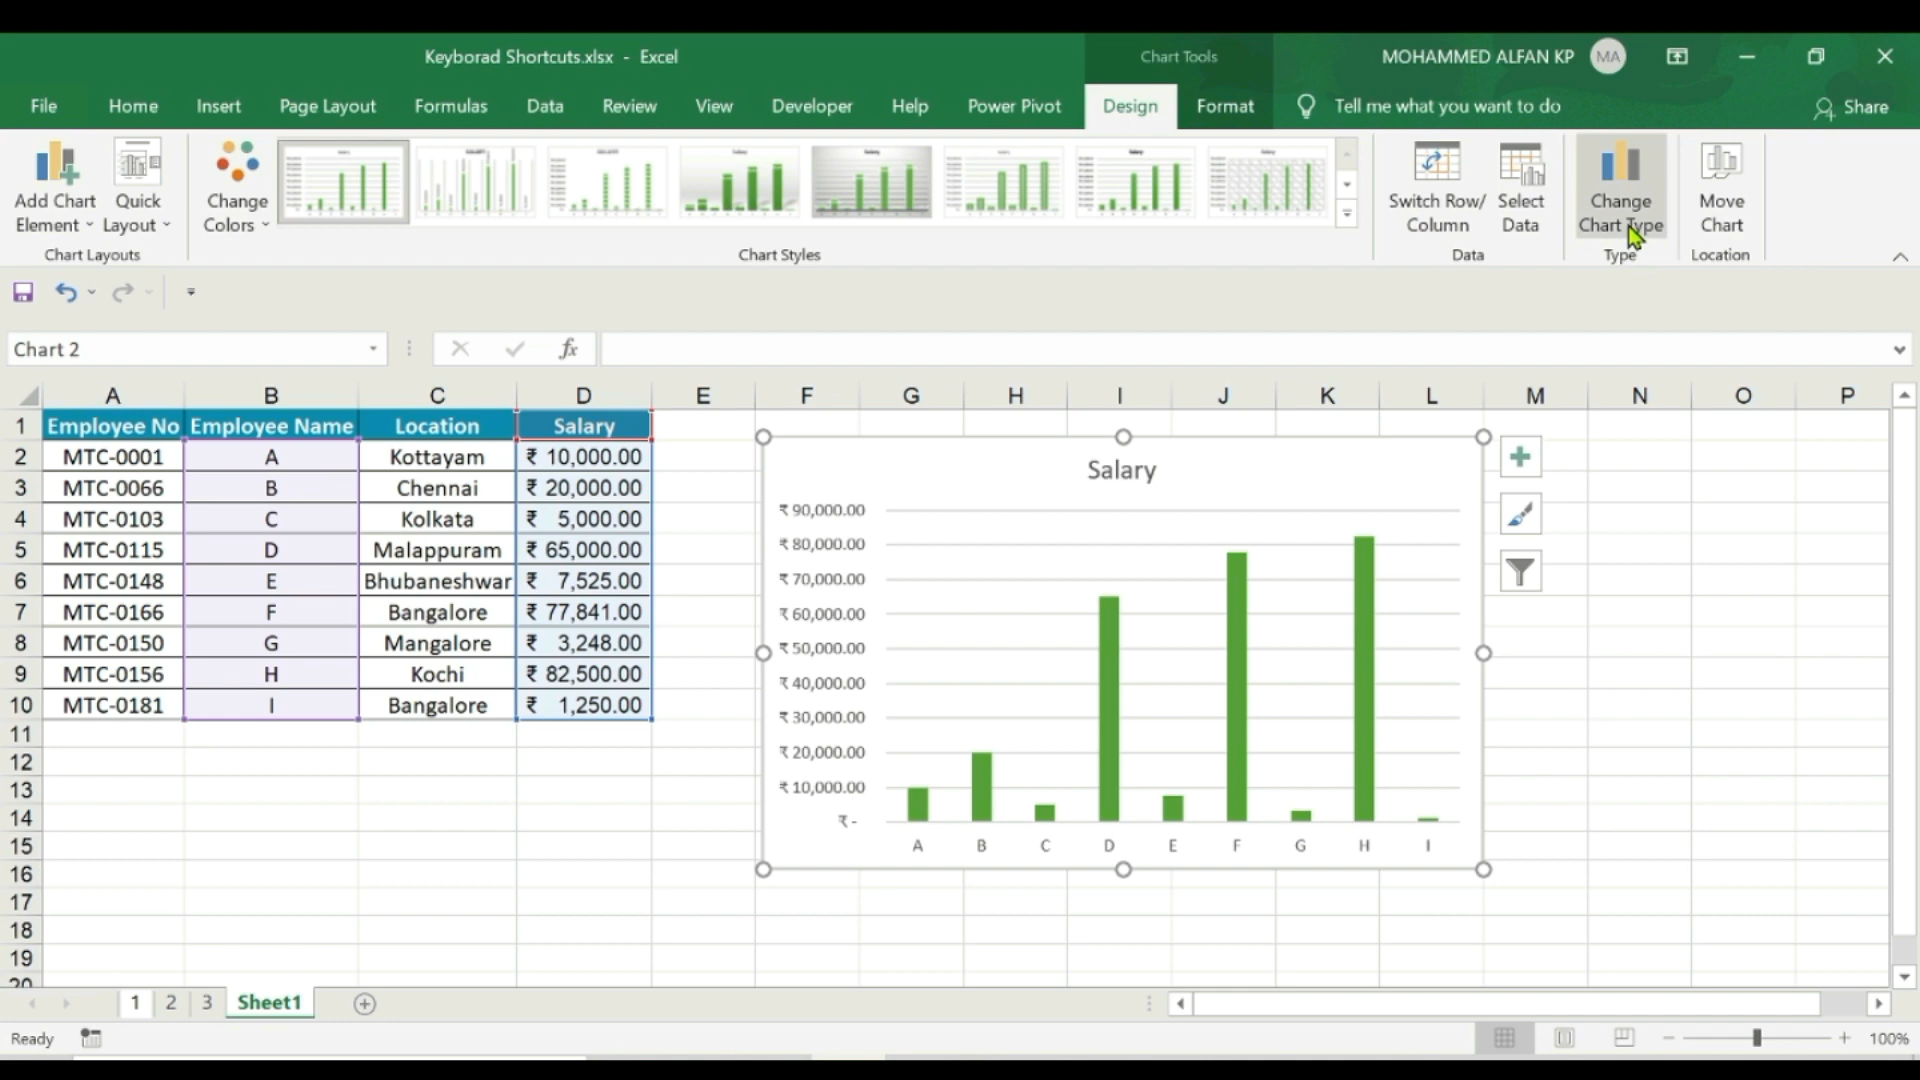 Keyborad Shortcuts.xlsx - Excel
Chart Tools
MOHAMMED ALFAN KP
MA
File Home Insert Page Layout Formulas Data Review View Developer Help Power Pivot Design Format Tell me what you want to do Share
Add Chart Element
Quick Layout
Change Colors
Switch Row/ Column
Select Data
Change Chart Type
Move Chart
Chart Layouts
Chart Styles
Data
Type
Location
Chart 2
fx
A B C D E F G H I J K L M N O P
1 Employee No Employee Name Location Salary
2 MTC-0001 A Kottayam ₹ 10,000.00
3 MTC-0066 B Chennai ₹ 20,000.00
4 MTC-0103 C Kolkata ₹ 5,000.00
5 MTC-0115 D Malappuram ₹ 65,000.00
6 MTC-0148 E Bhubaneshwar ₹ 7,525.00
7 MTC-0166 F Bangalore ₹ 77,841.00
8 MTC-0150 G Mangalore ₹ 3,248.00
9 MTC-0156 H Kochi ₹ 82,500.00
10 MTC-0181 I Bangalore ₹ 1,250.00
11
12
13
14
15
16
17
18
19
20
Salary
₹ 90,000.00
₹ 80,000.00
₹ 70,000.00
₹ 60,000.00
₹ 50,000.00
₹ 40,000.00
₹ 30,000.00
₹ 20,000.00
₹ 10,000.00
₹ -
A B C D E F G H I
1 2 3 Sheet1
Ready
100%